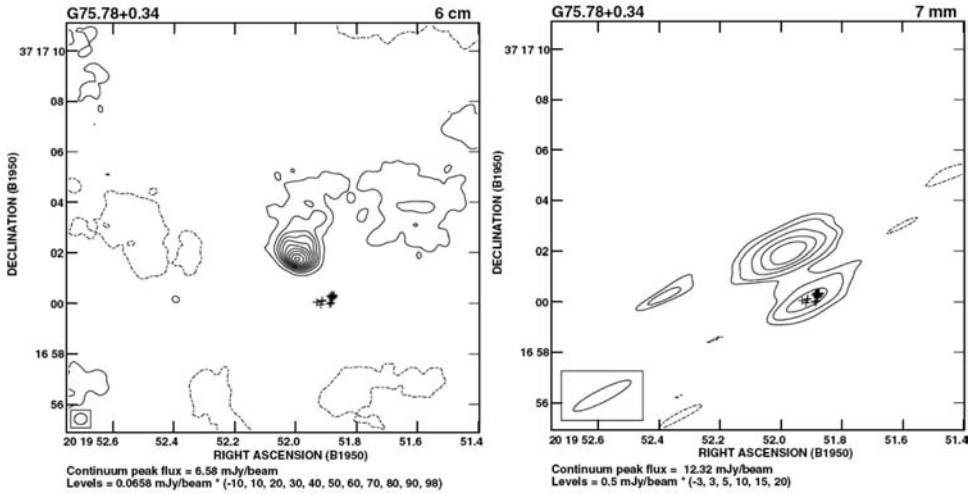 G75.78+0.34 6 cm
37 17 10
08
06
04
02
00
16 58
56
DECLINATION (B1950)
20 19 52.6 52.4 52.2 52.0 51.8 51.6 51.4
RIGHT ASCENSION (B1950)
Continuum peak flux = 6.58 mJy/beam
Levels = 0.0658 mJy/beam * (-10, 10, 20, 30, 40, 50, 60, 70, 80, 90, 98)
G75.78+0.34 7 mm
37 17 10
08
06
04
02
00
16 58
56
DECLINATION (B1950)
20 19 52.6 52.4 52.2 52.0 51.8 51.6 51.4
RIGHT ASCENSION (B1950)
Continuum peak flux = 12.32 mJy/beam
Levels = 0.5 mJy/beam * (-3, 3, 5, 10, 15, 20)